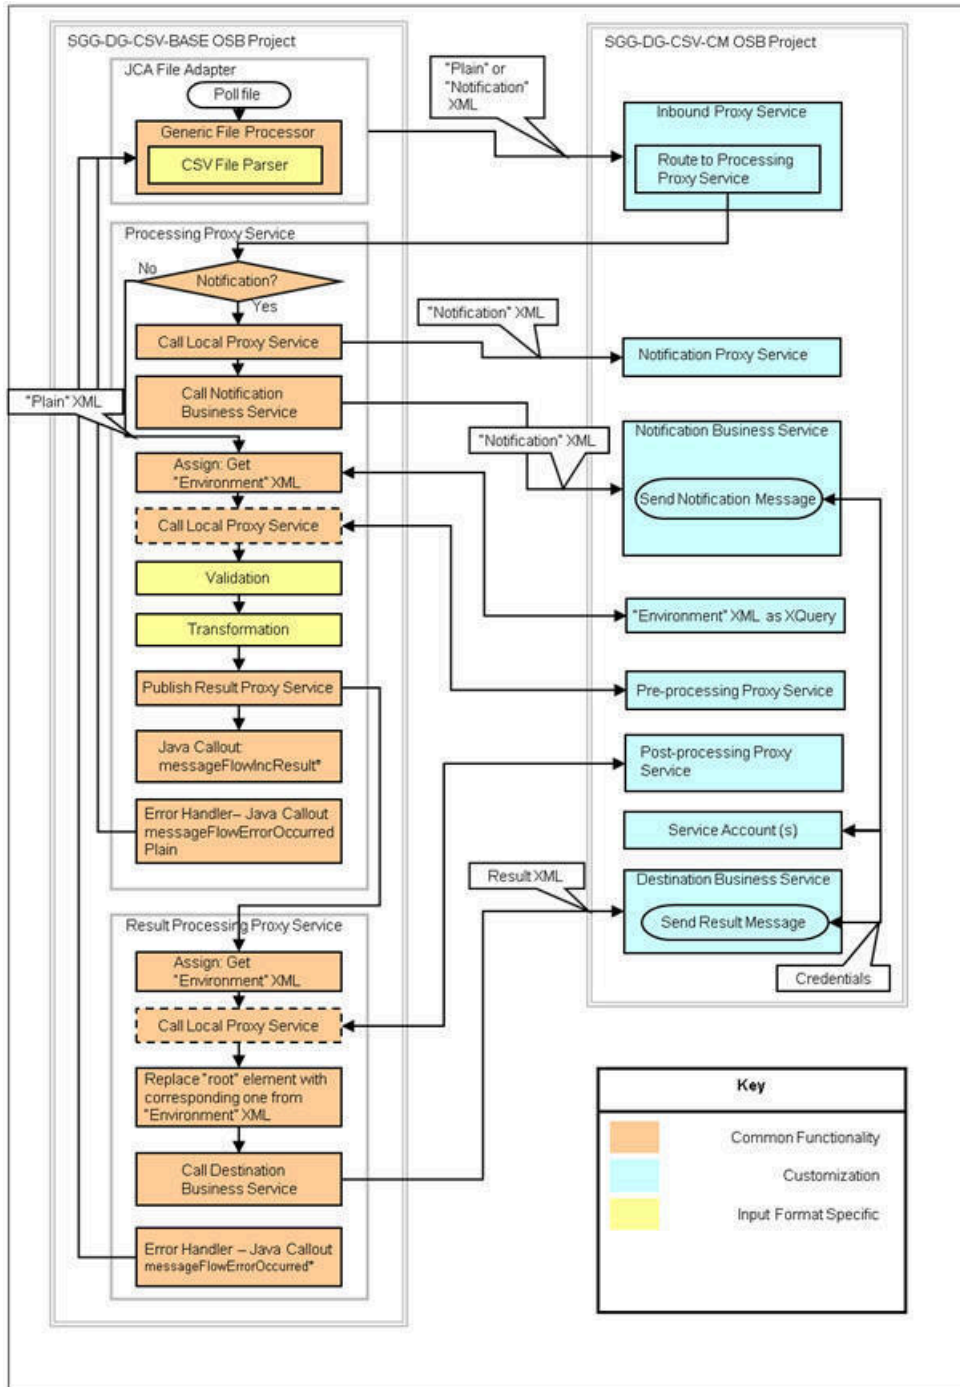 SGG-DG-CSV-BASE OSB Project
JCA File Adapter
Poll file
Generic File Processor
CSV File Parser
"Plain" or
"Notification"
XML
SGG-DG-CSV-CM OSB Project
Inbound Proxy Service
Route to Processing
Proxy Service
Processing Proxy Service
No
Notification?
Yes
Call Local Proxy Service
"Notification" XML
Notification Proxy Service
Call Notification
Business Service
"Plain" XML
"Notification" XML
Notification Business Service
Send Notification Message
Assign: Get
"Environment" XML
Call Local Proxy Service
Validation
Transformation
"Environment" XML as XQuery
Publish Result Proxy Service
Pre-processing Proxy Service
Java Callout:
messageFlowIncResult*
Post-processing Proxy
Service
Error Handler– Java Callout
messageFlowErrorOccurred
Plain
Service Account (s)
Result XML
Destination Business Service
Send Result Message
Credentials
Result Processing Proxy Service
Assign: Get
"Environment" XML
Call Local Proxy Service
Replace "root" element with
corresponding one from
"Environment" XML
Call Destination
Business Service
Error Handler – Java Callout
messageFlowErrorOccurred*
Key
Common Functionality
Customization
Input Format Specific